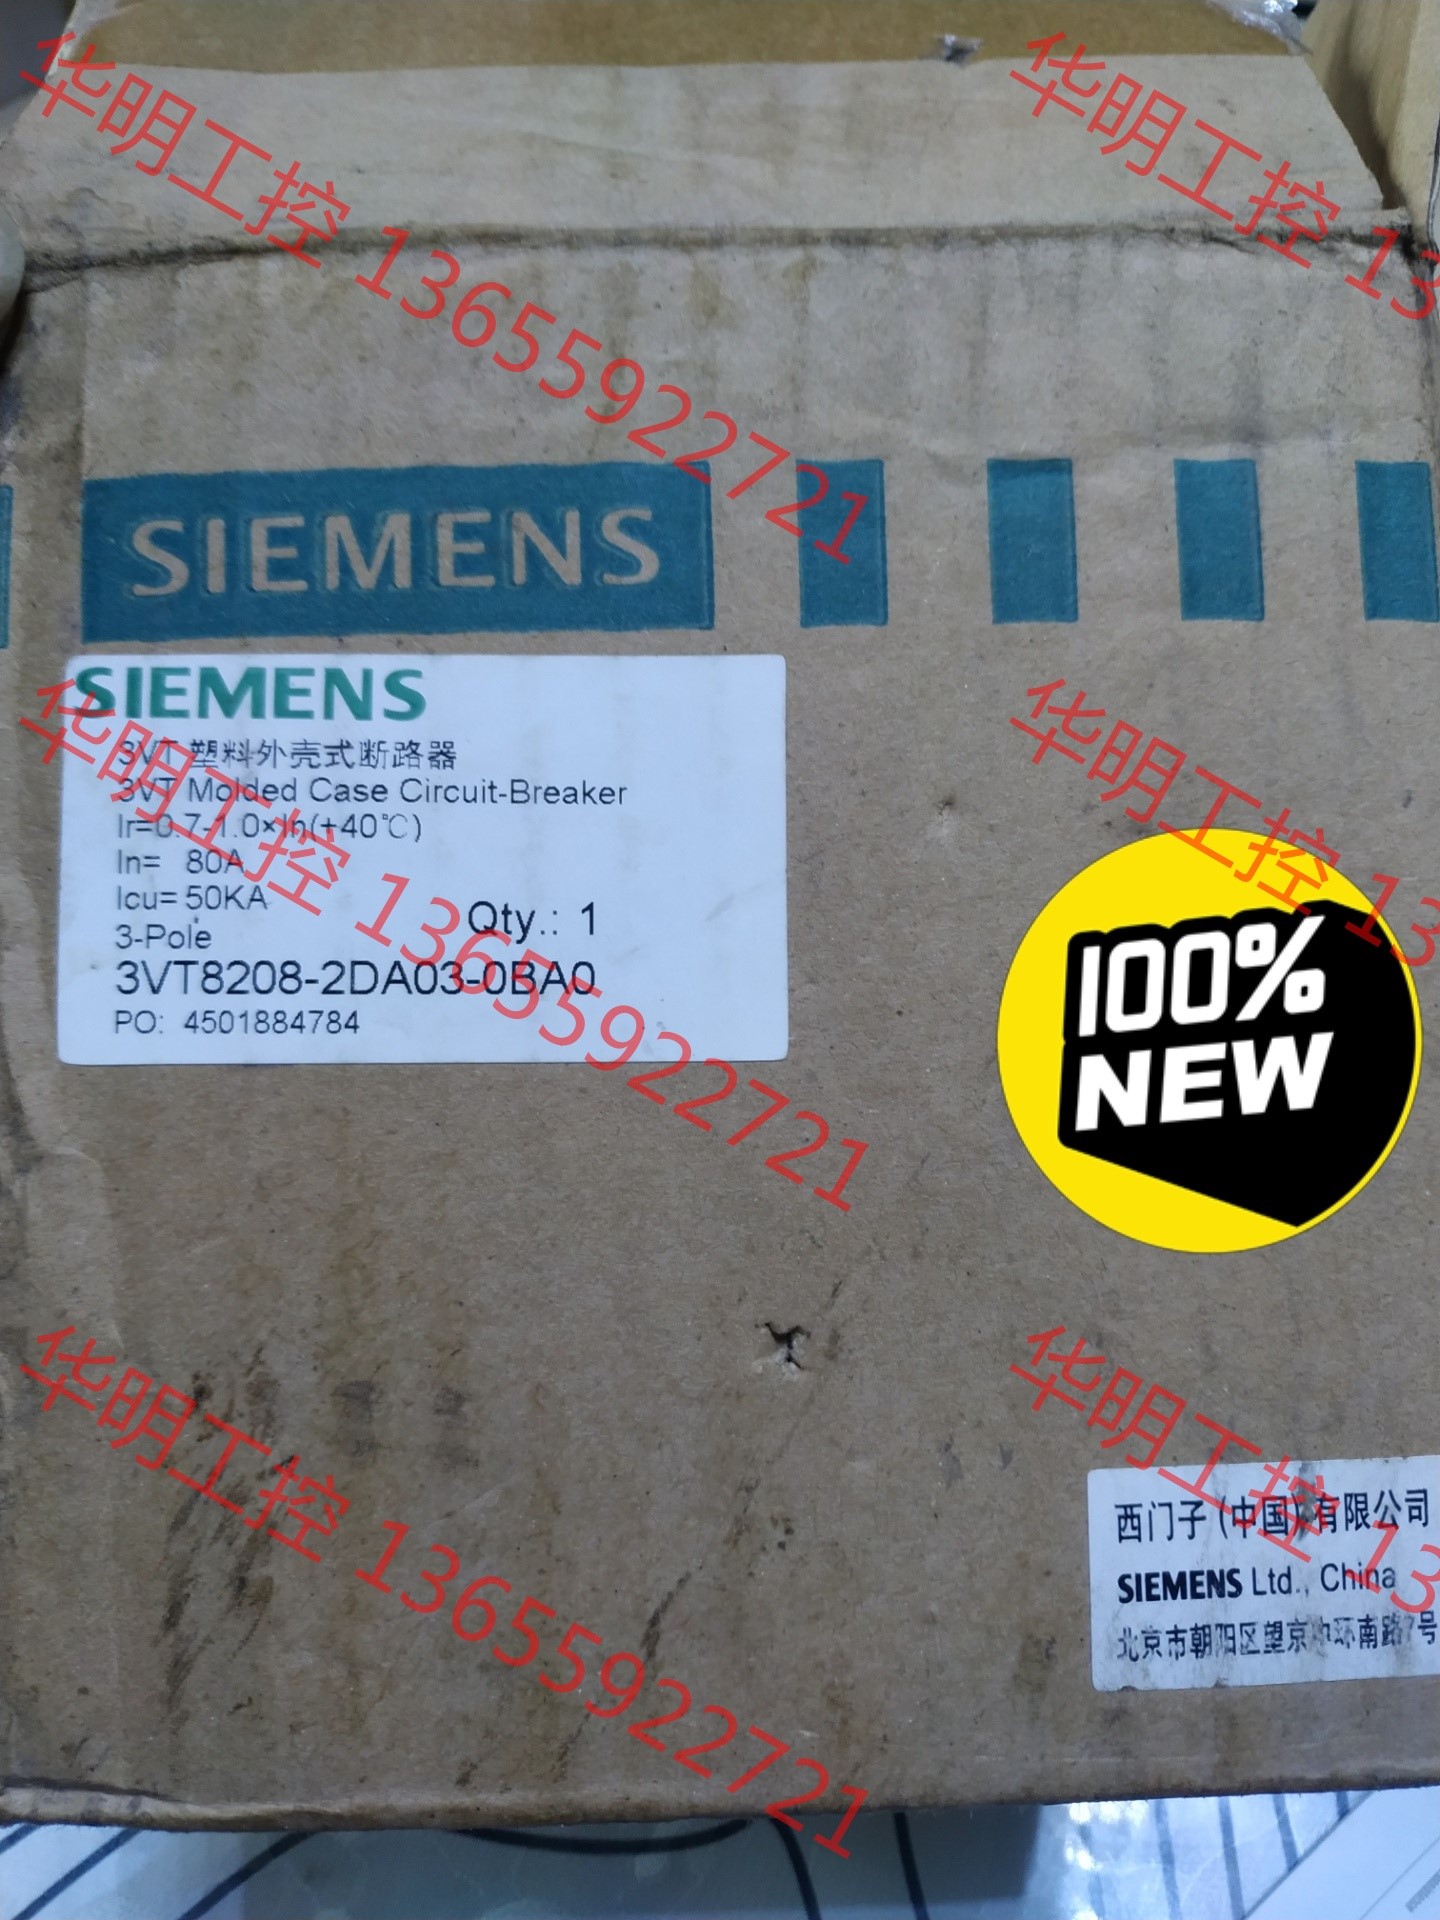 华明工控 13655922721
华明工控 13
SIEMENS
SIEMENS
3VT 塑料外壳式断路器
3VT Molded Case Circuit-Breaker
Ir=0.7-1.0×In(+40℃)
In= 80A
Icu= 50KA
Qty.: 1
3-Pole
3VT8208-2DA03-0BA0
PO: 4501884784
华明工控 13655922721
华明工控 13
100%
NEW
华明工控 13655922721
华明工控 13
西门子(中国)有限公司
SIEMENS Ltd., China
北京市朝阳区望京中环南路7号